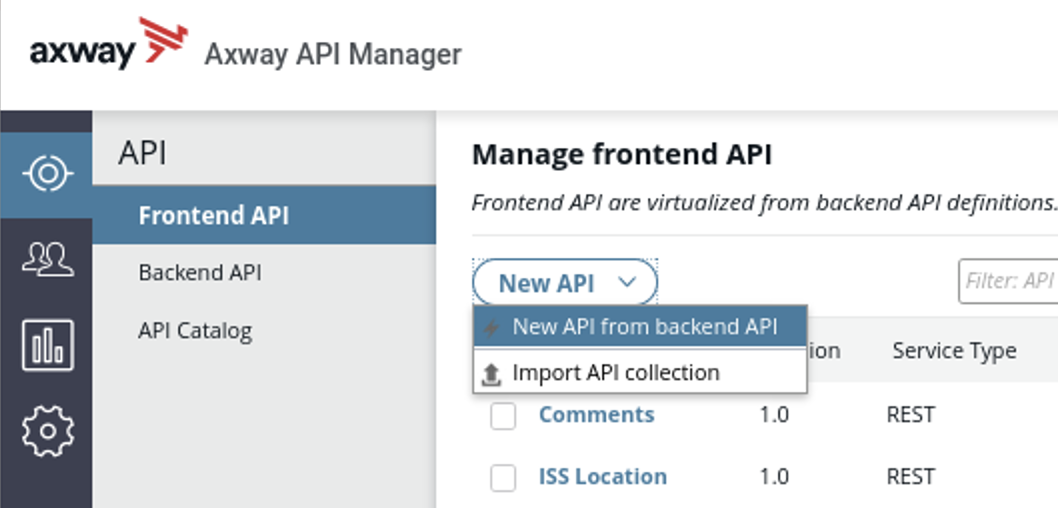 axway Axway API Manager
API
Frontend API
Backend API
API Catalog
Manage frontend API
Frontend API are virtualized from backend API definitions.
New API
Filter: API
New API from backend API
Import API collection
ion Service Type
Comments 1.0 REST
ISS Location 1.0 REST